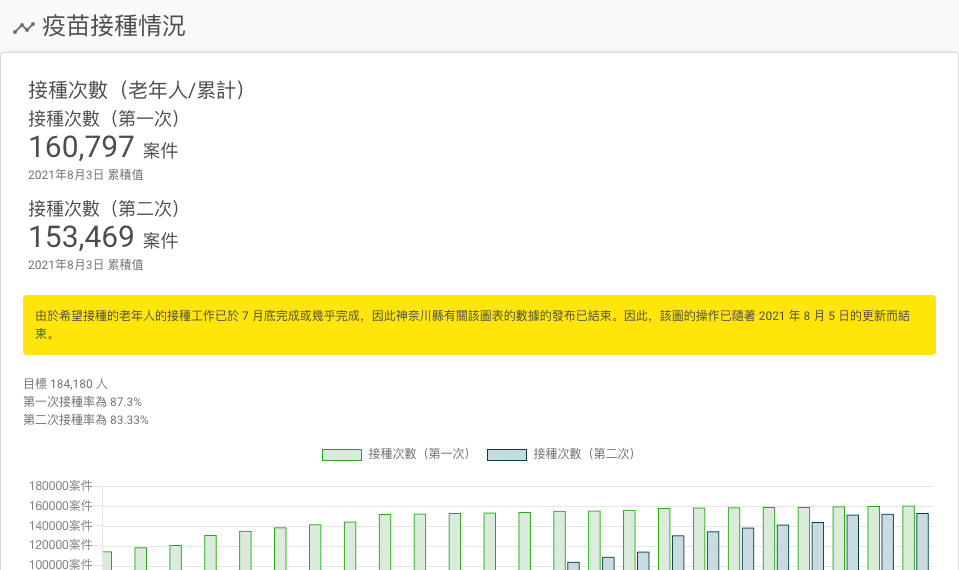 疫苗接種情況
接種次數（老年人/累計）
接種次數（第一次）
160,797 案件
2021年8月3日 累積值
接種次數（第二次）
153,469 案件
2021年8月3日 累積值
由於希望接種的老年人的接種工作已於 7 月底完成或幾乎完成，因此神奈川縣有關該圖表的數據的發布已結束。因此，該圖的操作已隨著 2021 年 8 月 5 日的更新而結
束。
目標 184,180 人
第一次接種率為 87.3%
第二次接種率為 83.33%
接種次數（第一次） 接種次數（第二次）
180000案件
160000案件
140000案件
120000案件
100000案件